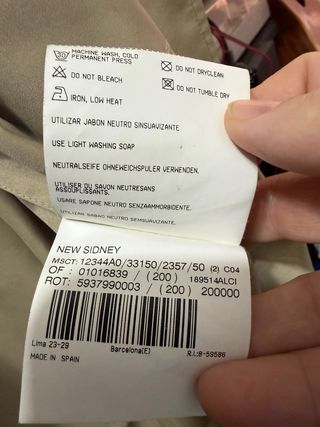 30
MACHINE WASH, COLD
PERMANENT PRESS
DO NOT DRYCLEAN
DO NOT BLEACH
DO NOT TUMBLE DRY
IRON, LOW HEAT
UTILIZAR JABON NEUTRO SINSUAVIZANTE
USE LIGHT WASHING SOAP
NEUTRALSEIFE OHNEWEICHSPULER VERWENDEN.
UTILISER DU SAVON NEUTRESANS
ASSOUPLISSANTS.
USARE SAPONE NEUTRO SENZAAMMORBIDENTE.
UTILIZAR SABAO NEUTRO SEMSUAVIZANTE.
NEW SIDNEY
MSCT: 12344A0/33150/2357/50 (2) C04
OF : 01016839 / (200) 189514ALCI
ROT: 5937990003 / (200) 200000
Lima 23-29 Barcelona(E) R.I.:B-59586
MADE IN SPAIN